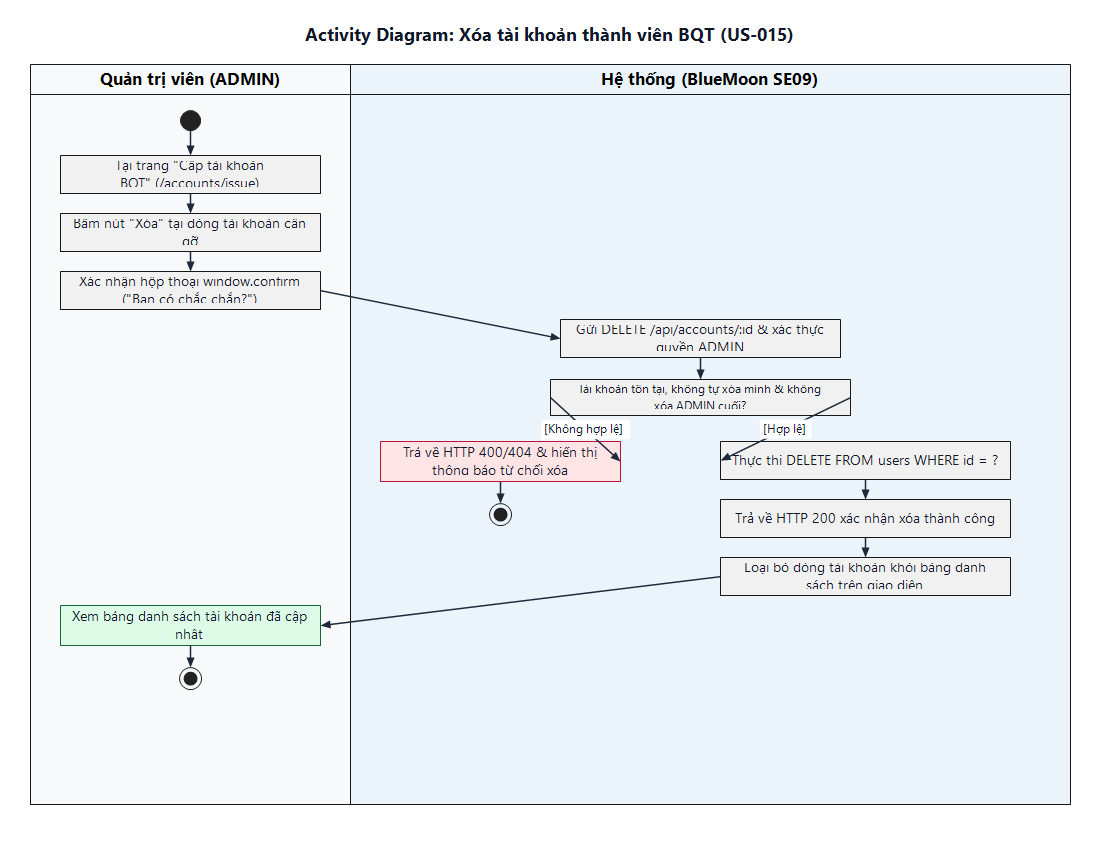 Activity Diagram: Xóa tài khoản thành viên BQT (US-015)
Quản trị viên (ADMIN)
Hệ thống (BlueMoon SE09)
Tại trang "Cấp tài khoản
BQT" (/accounts/issue)
Bấm nút "Xóa" tại dòng tài khoản cần
gỡ
Xác nhận hộp thoại window.confirm
("Bạn có chắc chắn?")
Gửi DELETE /api/accounts/:id & xác thực
quyền ADMIN
Tài khoản tồn tại, không tự xóa mình & không
xóa ADMIN cuối?
[Không hợp lệ]
[Hợp lệ]
Trả về HTTP 400/404 & hiển thị
thông báo từ chối xóa
Thực thi DELETE FROM users WHERE id = ?
Trả về HTTP 200 xác nhận xóa thành công
Loại bỏ dòng tài khoản khỏi bảng danh
sách trên giao diện
Xem bảng danh sách tài khoản đã cập
nhật